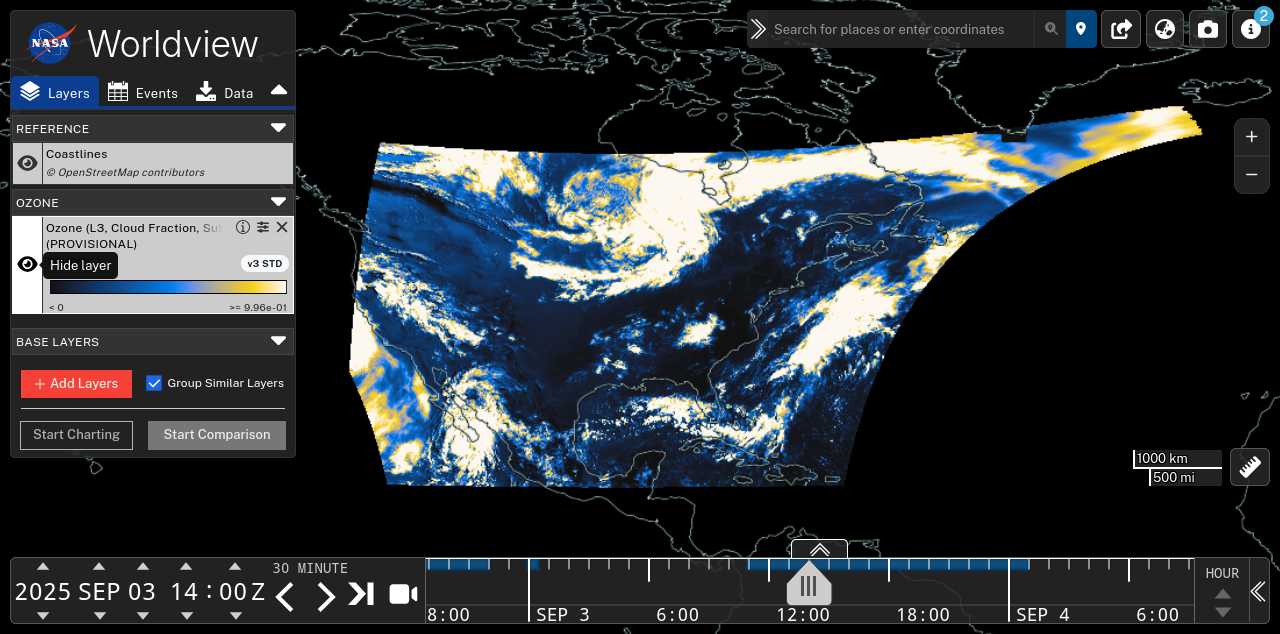 NASA Worldview
Search for places or enter coordinates
2
Layers Events Data
REFERENCE
Coastlines
© OpenStreetMap contributors
OZONE
Ozone (L3, Cloud Fraction, Su
(PROVISIONAL)
Hide layer
v3 STD
< 0 >= 9.96e-01
BASE LAYERS
+ Add Layers Group Similar Layers
Start Charting Start Comparison
+
−
1000 km
500 mi
2025 SEP 03 14 : 00 Z
30 MINUTE
8:00 SEP 3 6:00 12:00 18:00 SEP 4 6:00
HOUR